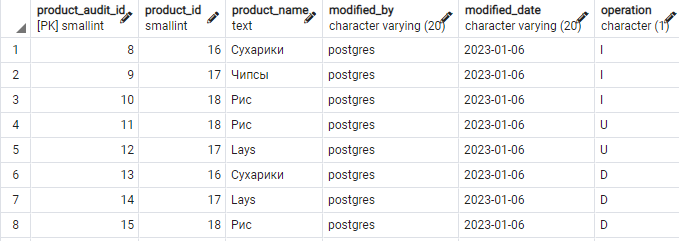 product_audit_id product_id product_name modified_by modified_date operation
[PK] smallint smallint text character varying (20) character varying (20) character (1)
1 8 16 Сухарики postgres 2023-01-06 I
2 9 17 Чипсы postgres 2023-01-06 I
3 10 18 Рис postgres 2023-01-06 I
4 11 18 Рис postgres 2023-01-06 U
5 12 17 Lays postgres 2023-01-06 U
6 13 16 Сухарики postgres 2023-01-06 D
7 14 17 Lays postgres 2023-01-06 D
8 15 18 Рис postgres 2023-01-06 D